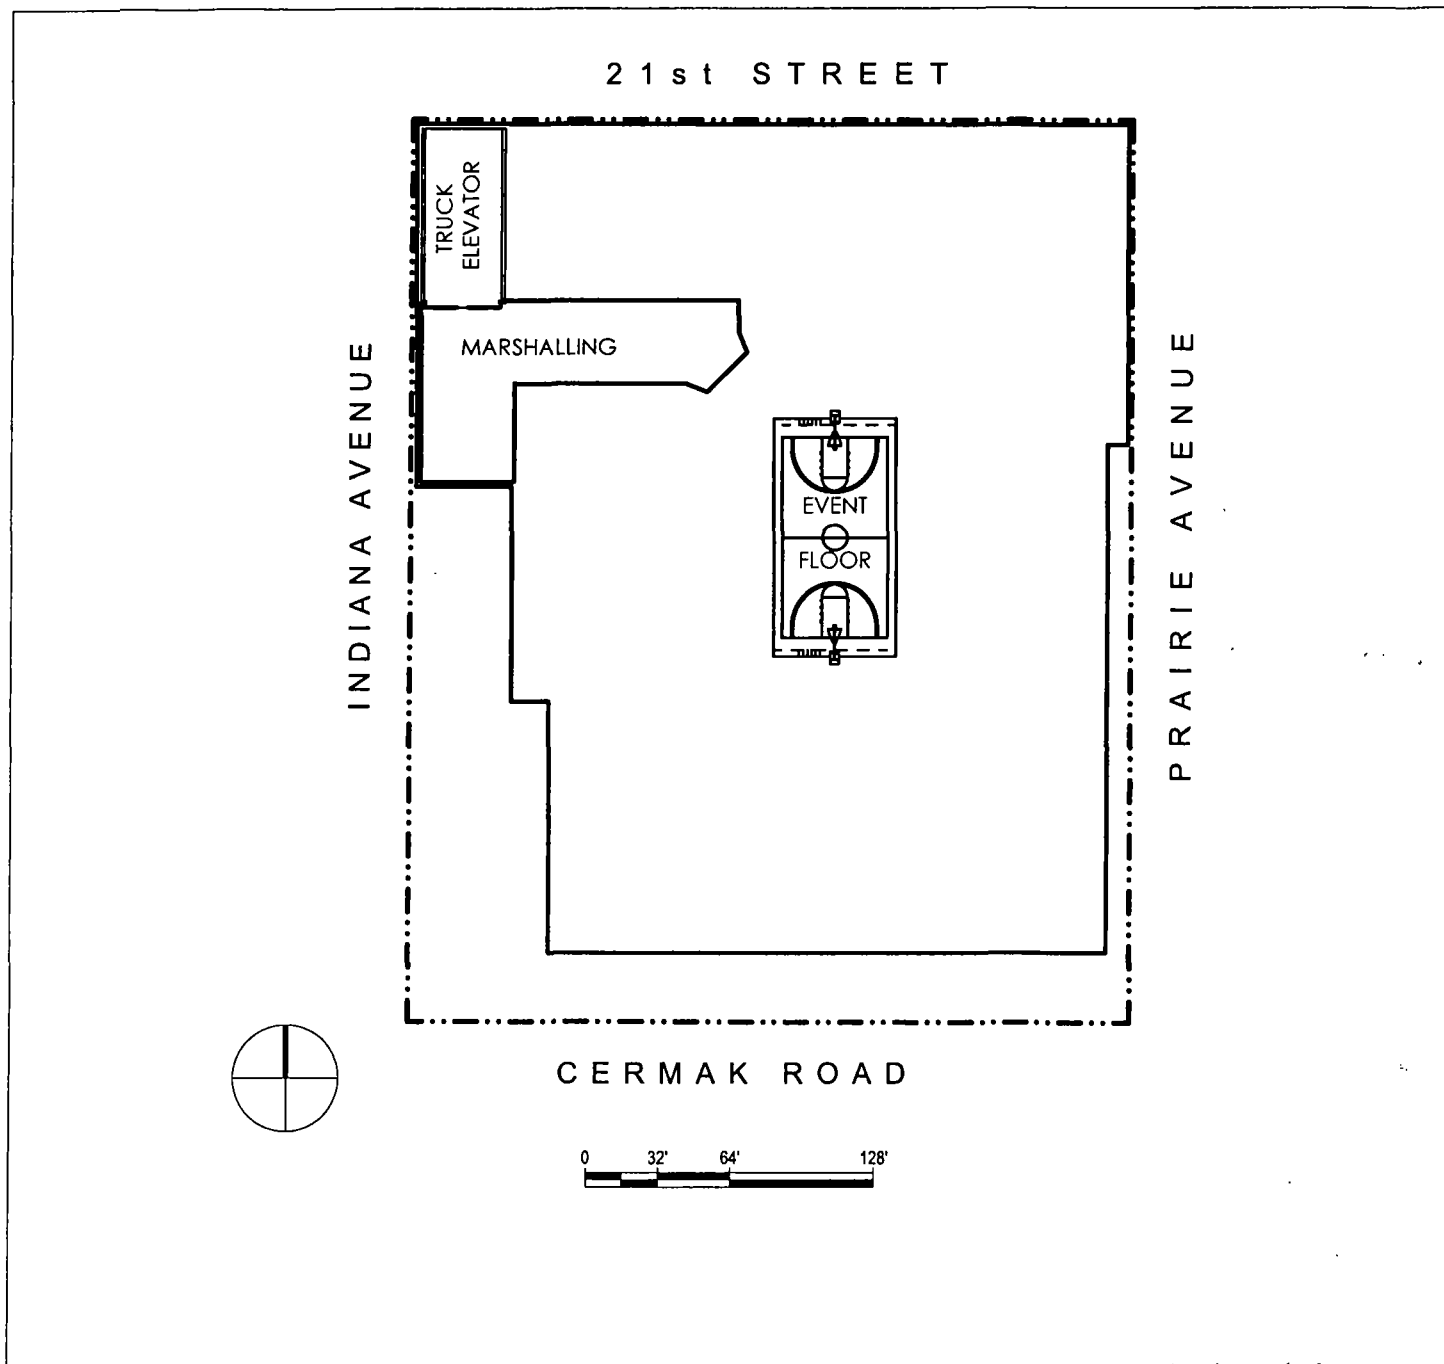 21st STREET
TRUCK
ELEVATOR
MARSHALLING
INDIANA AVENUE
PRAIRIE AVENUE
EVENT
FLOOR
CERMAK ROAD
0 32' 64' 128'